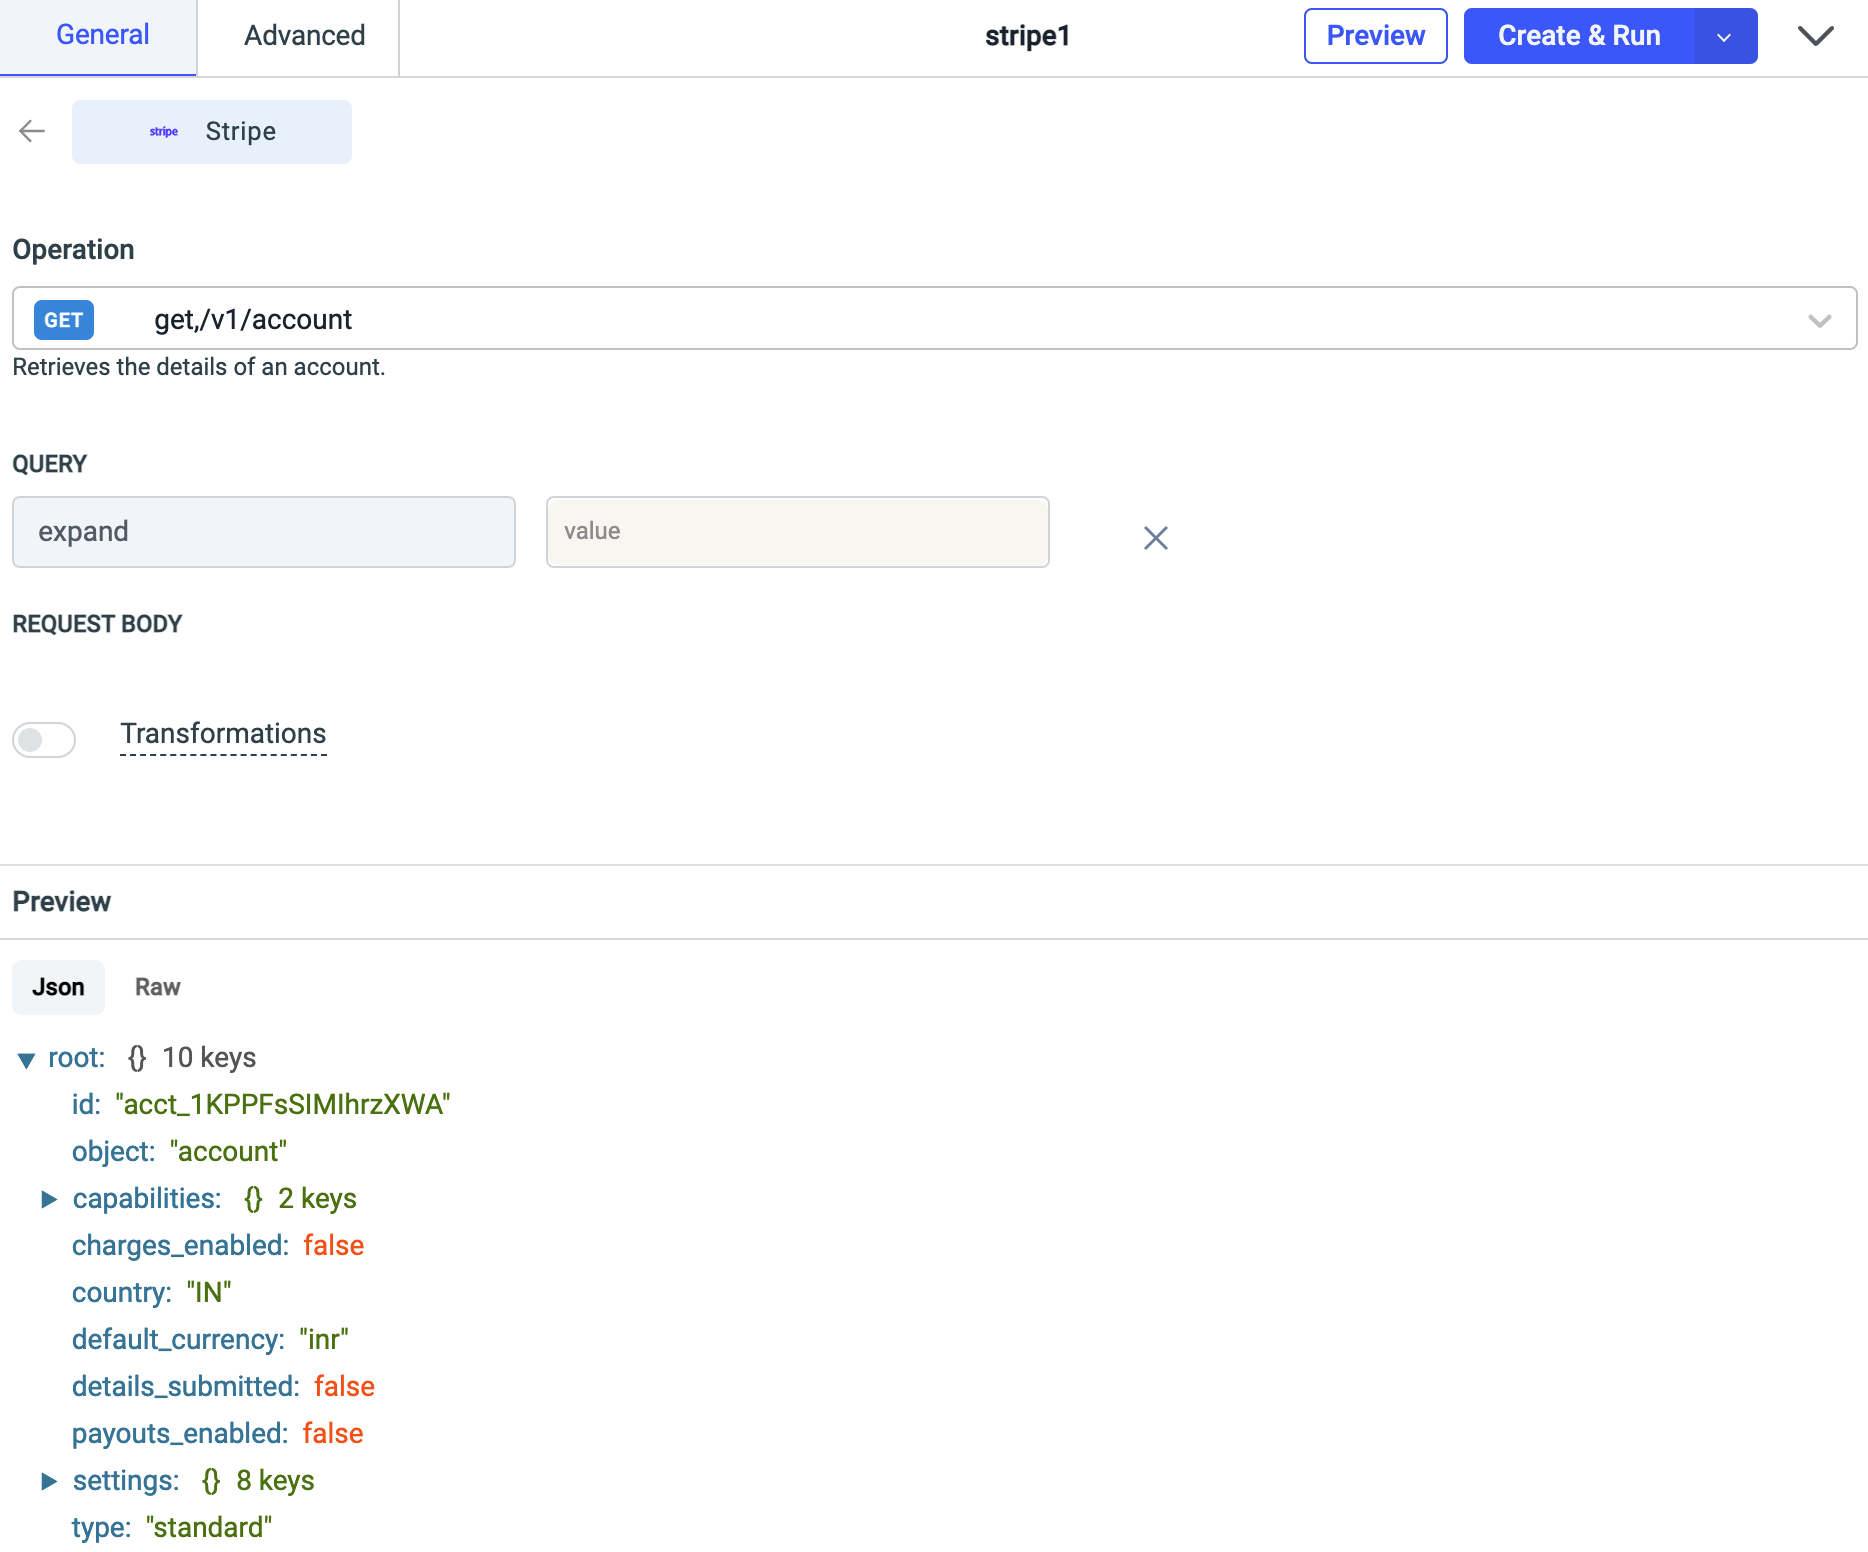 General Advanced stripe1 Preview Create & Run
stripe Stripe
Operation
GET get,/v1/account
Retrieves the details of an account.
QUERY
expand value
REQUEST BODY
Transformations
Preview
Json Raw
root: {} 10 keys
id: "acct_1KPPFsSIMIhrzXWA"
object: "account"
capabilities: {} 2 keys
charges_enabled: false
country: "IN"
default_currency: "inr"
details_submitted: false
payouts_enabled: false
settings: {} 8 keys
type: "standard"